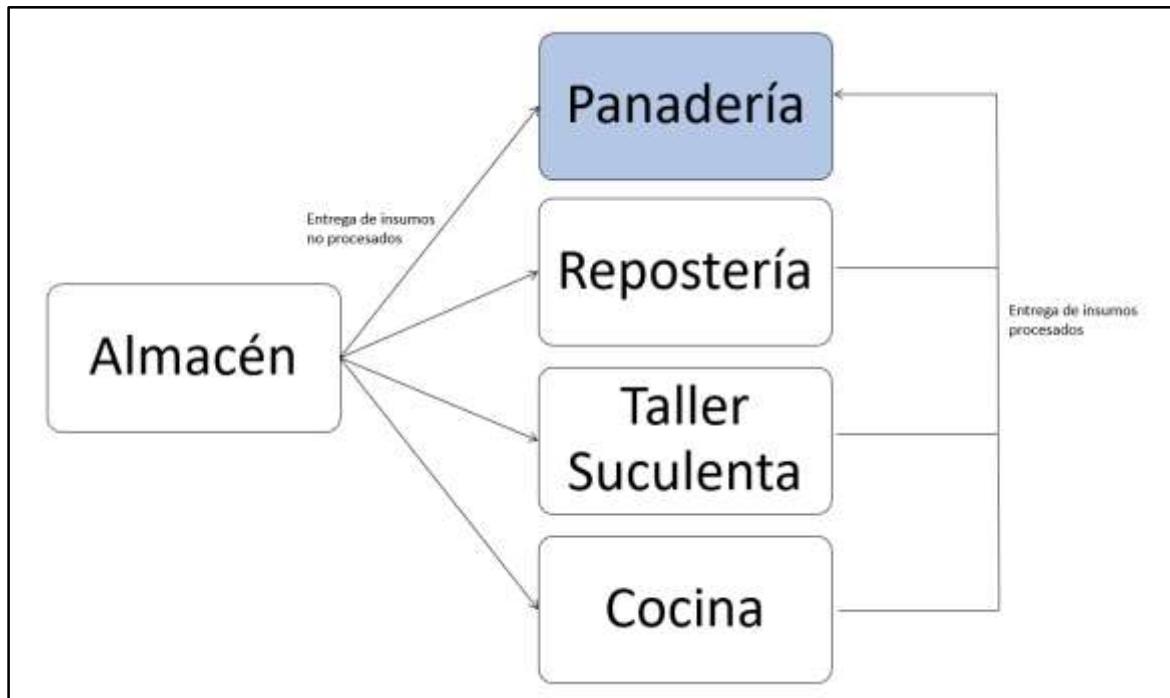 Panadería
Entrega de insumos
no procesados
Repostería
Almacén
Entrega de insumos
procesados
Taller
Suculenta
Cocina